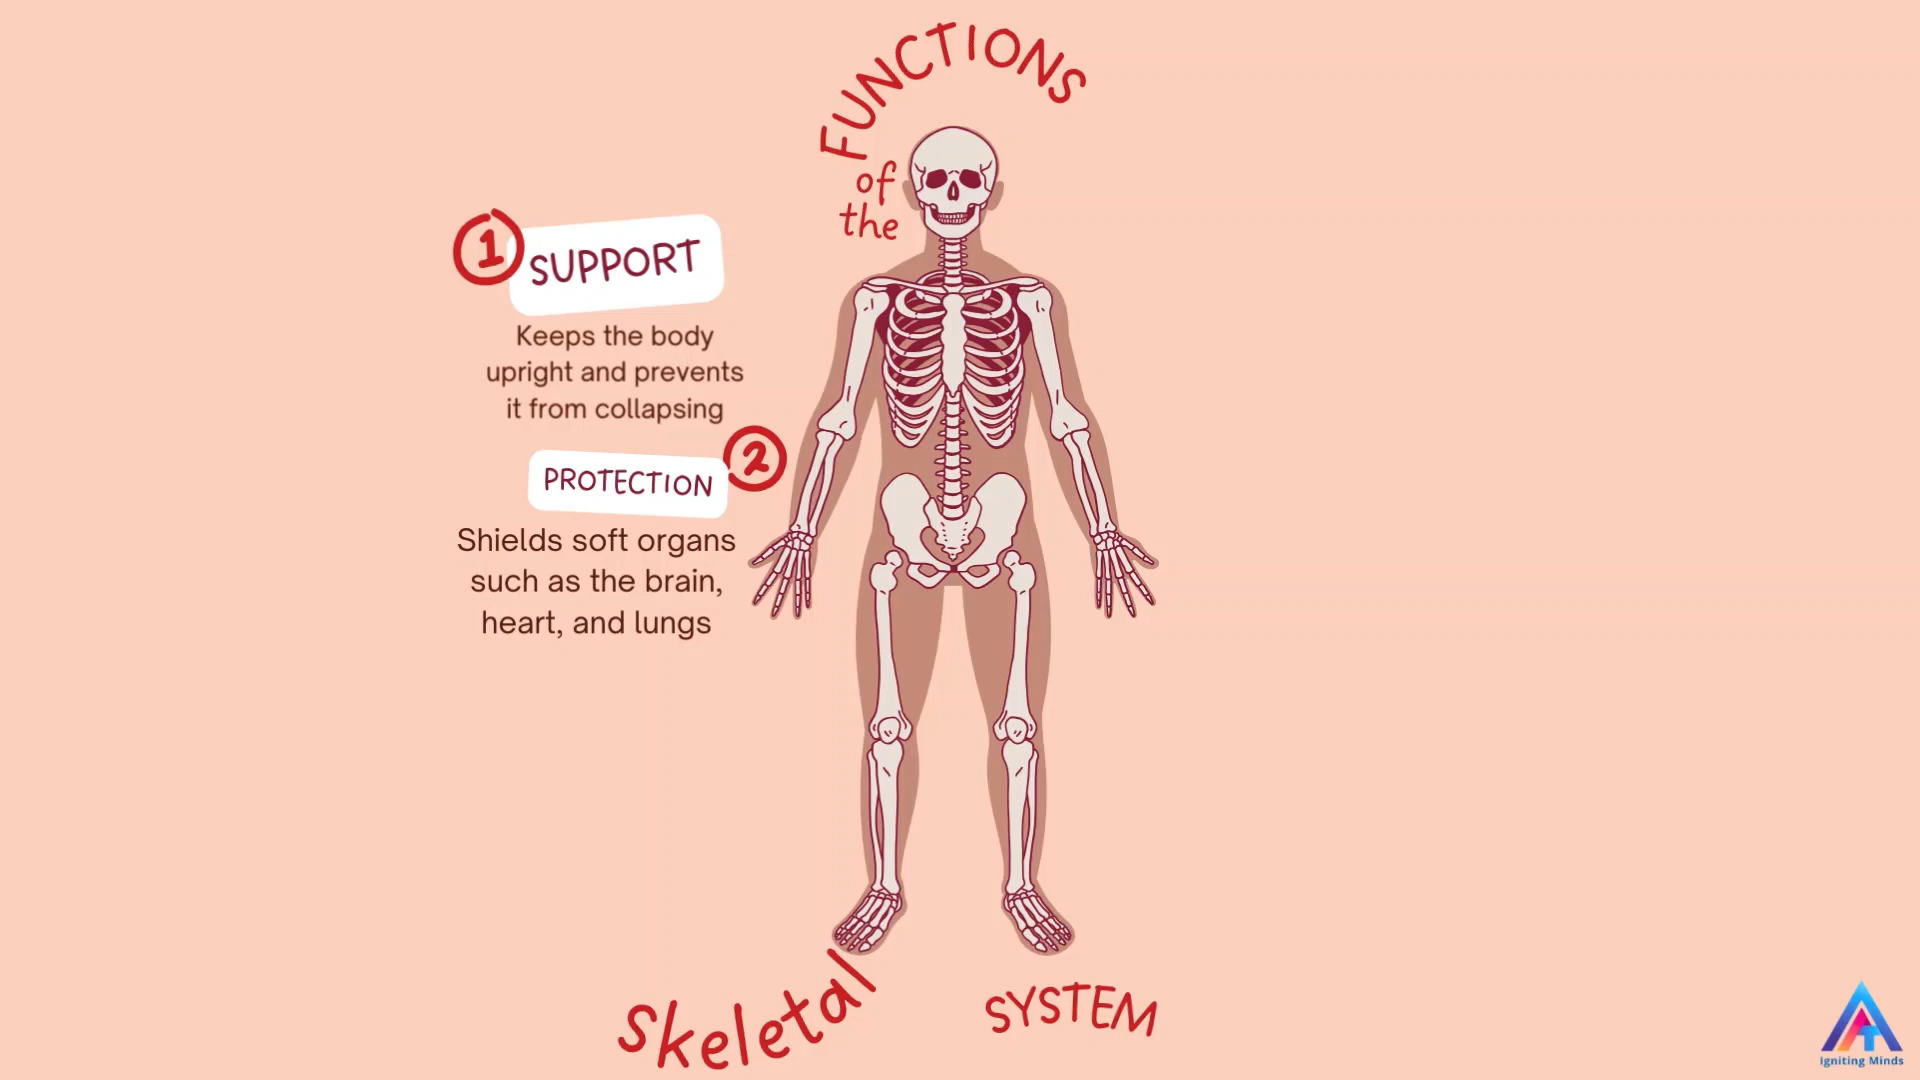 FUNCTIONS
of
the
1
SUPPORT
Keeps the body
upright and prevents
it from collapsing
2
PROTECTION
Shields soft organs
such as the brain,
heart, and lungs
skeletal
SYSTEM
Igniting Minds